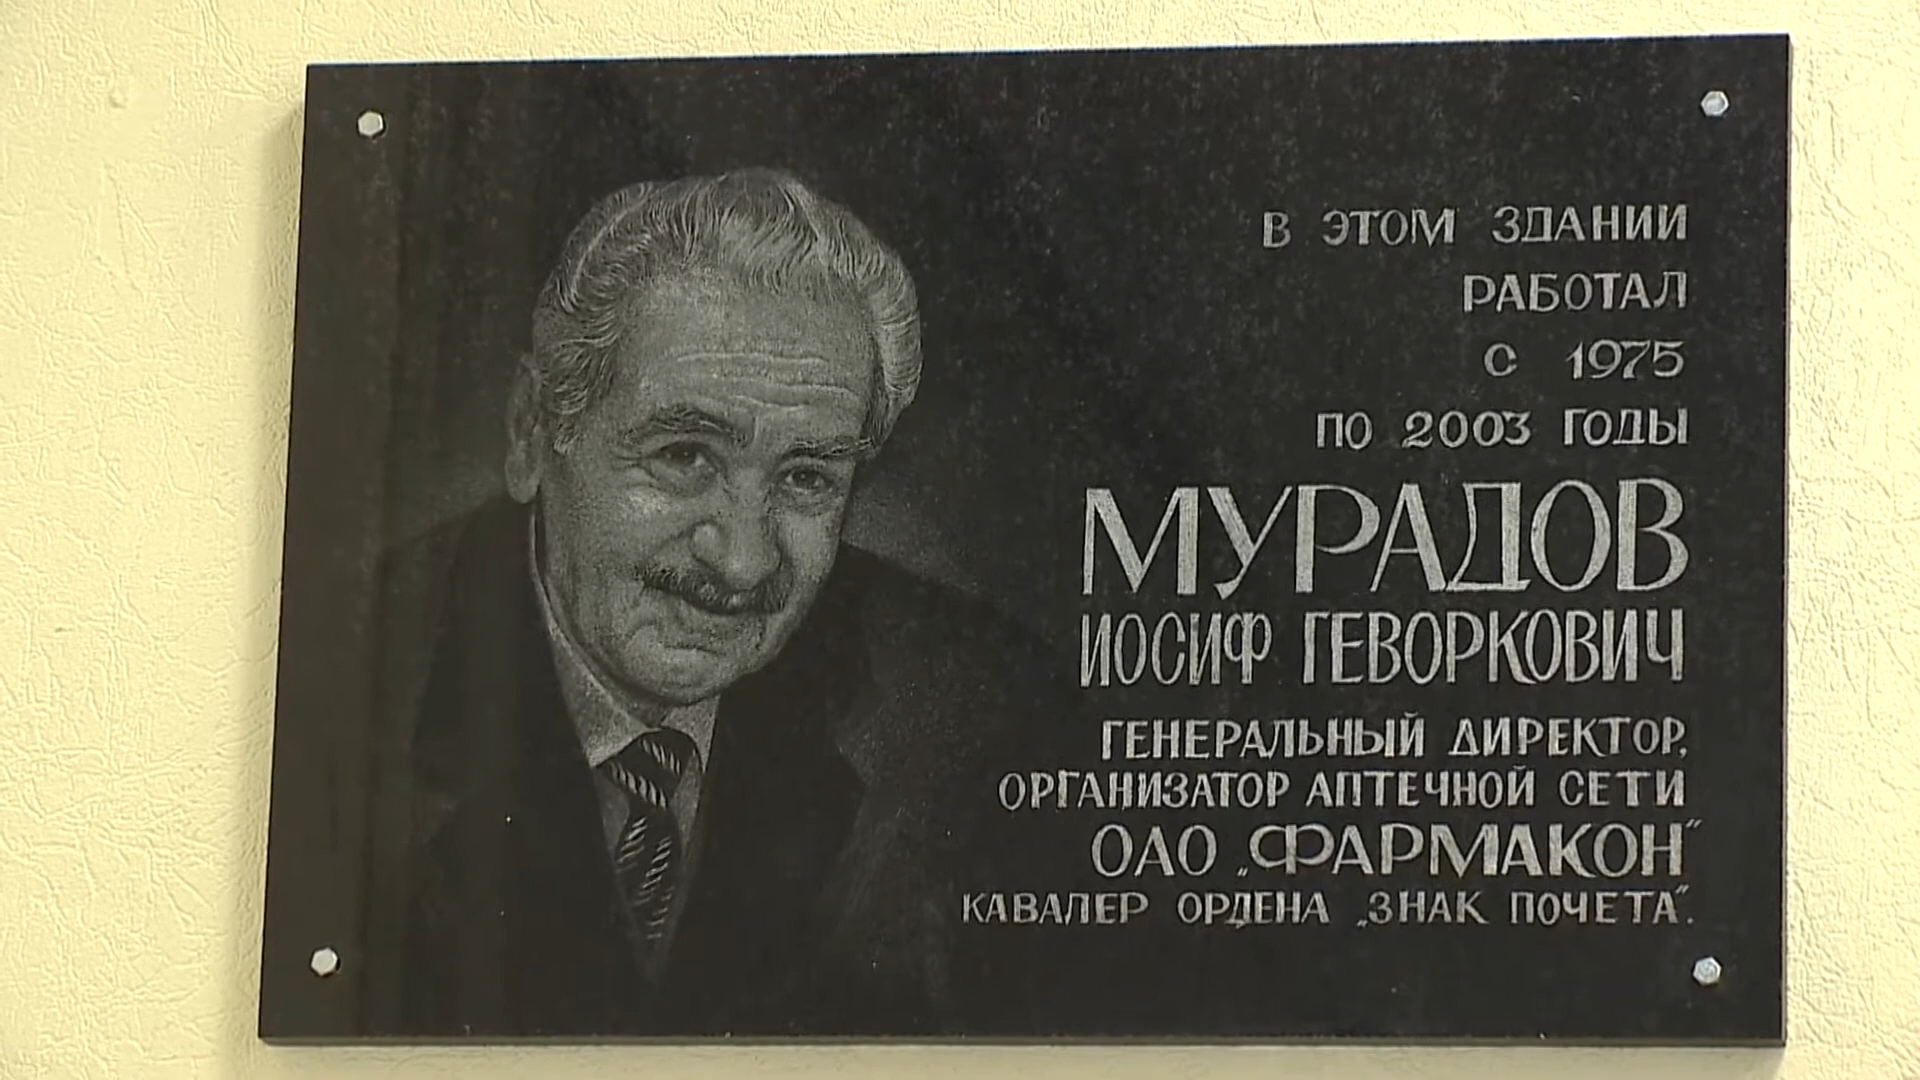 В ЭТОМ ЗДАНИИ
РАБОТАЛ
С 1975
ПО 2003 ГОДЫ
МУРАДОВ
ИОСИФ ГЕВОРКОВИЧ
ГЕНЕРАЛЬНЫЙ ДИРЕКТОР,
ОРГАНИЗАТОР АПТЕЧНОЙ СЕТИ
ОАО „ФАРМАКОН"
КАВАЛЕР ОРДЕНА „ЗНАК ПОЧЕТА".